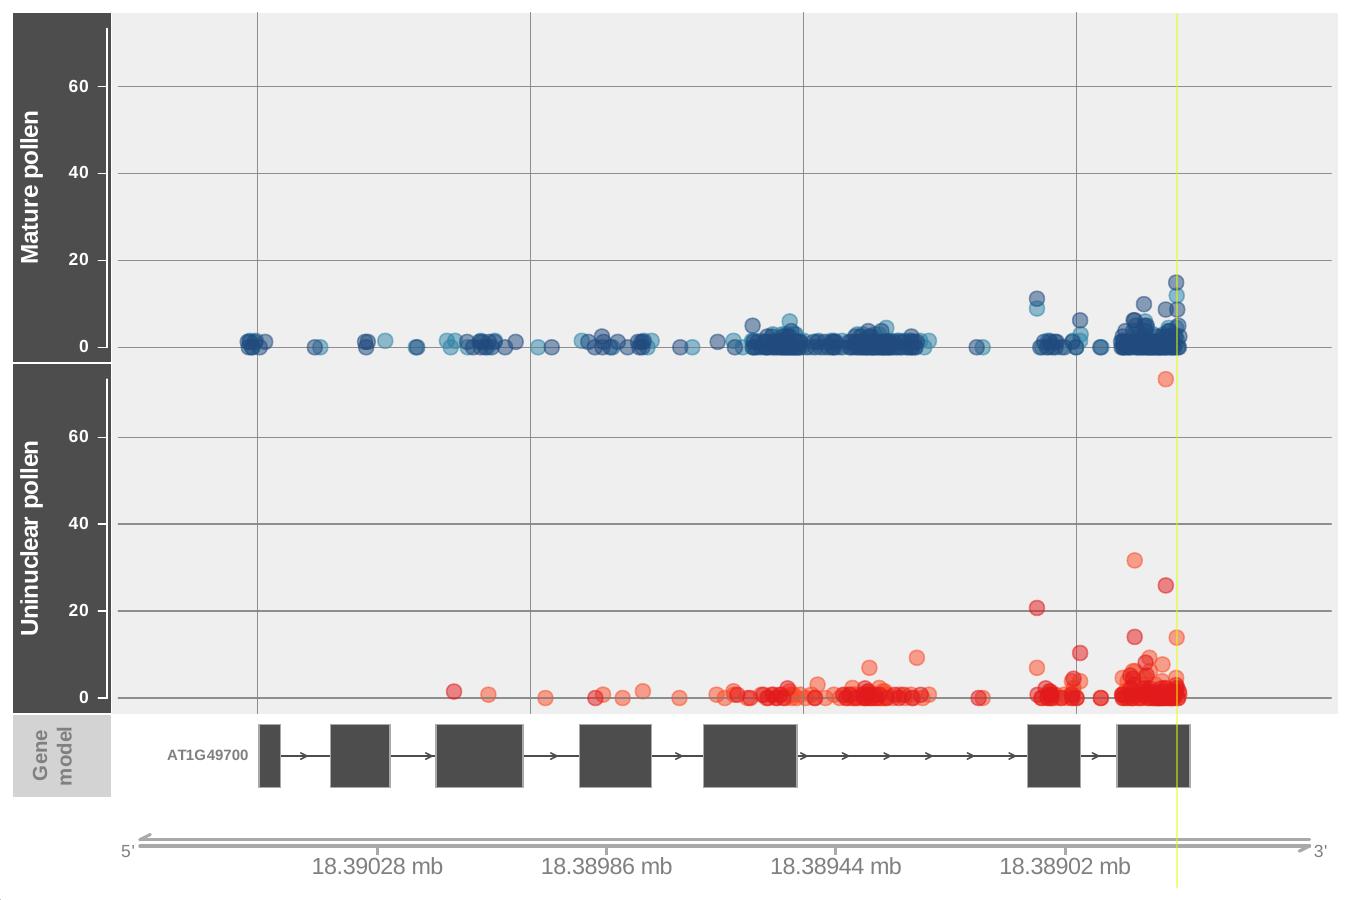 Mature pollen
60
40
20
0
Uninuclear pollen
60
40
20
0
Gene
model
AT1G49700
5'
3'
18.39028 mb
18.38966 mb
18.38944 mb
18.38902 mb